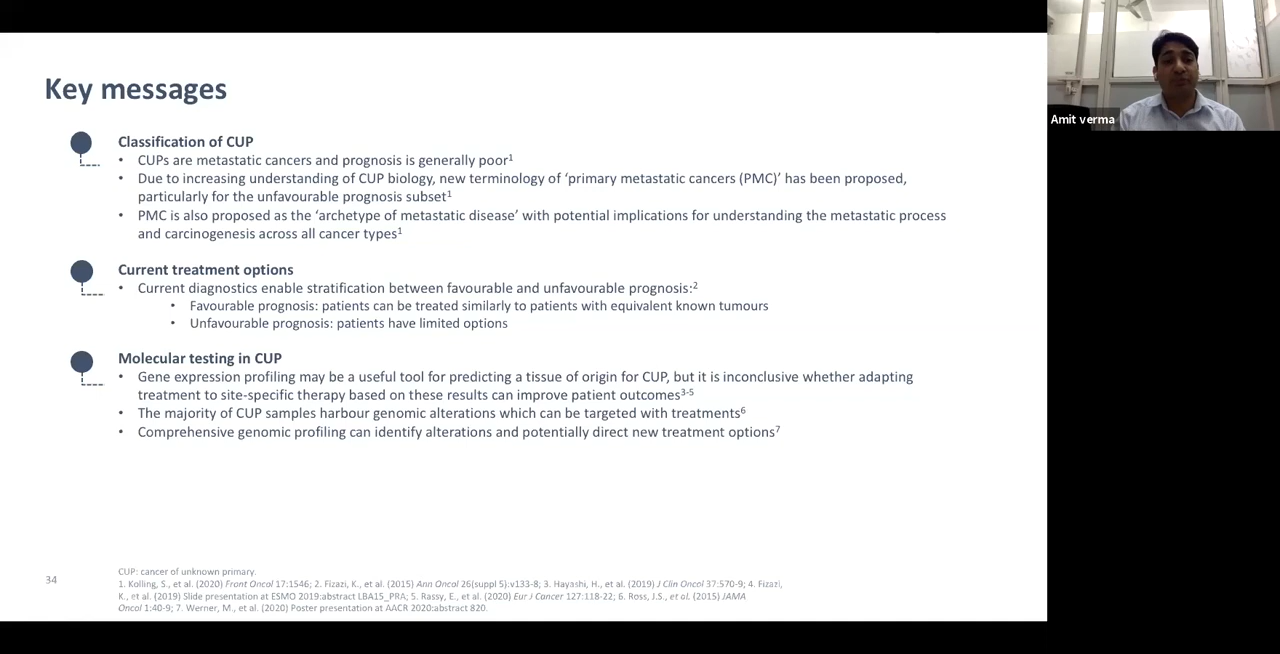 Key messages
Amit verma
Classification of CUP
• CUPs are metastatic cancers and prognosis is generally poor1
• Due to increasing understanding of CUP biology, new terminology of ‘primary metastatic cancers (PMC)’ has been proposed,
particularly for the unfavourable prognosis subset1
• PMC is also proposed as the ‘archetype of metastatic disease’ with potential implications for understanding the metastatic process
and carcinogenesis across all cancer types1
Current treatment options
• Current diagnostics enable stratification between favourable and unfavourable prognosis:2
• Favourable prognosis: patients can be treated similarly to patients with equivalent known tumours
• Unfavourable prognosis: patients have limited options
Molecular testing in CUP
• Gene expression profiling may be a useful tool for predicting a tissue of origin for CUP, but it is inconclusive whether adapting
treatment to site-specific therapy based on these results can improve patient outcomes3-5
• The majority of CUP samples harbour genomic alterations which can be targeted with treatments6
• Comprehensive genomic profiling can identify alterations and potentially direct new treatment options7
34
CUP: cancer of unknown primary.
1. Kolling, S., et al. (2020) Front Oncol 17:1546; 2. Fizazi, K., et al. (2015) Ann Oncol 26(suppl 5):v133-8; 3. Hayashi, H., et al. (2019) J Clin Oncol 37:570-9; 4. Fizazi,
K., et al. (2019) Slide presentation at ESMO 2019:abstract LBA15_PRA; 5. Rassy, E., et al. (2020) Eur J Cancer 127:118-22; 6. Ross, J.S., et al. (2015) JAMA
Oncol 1:40-9; 7. Werner, M., et al. (2020) Poster presentation at AACR 2020:abstract 820.